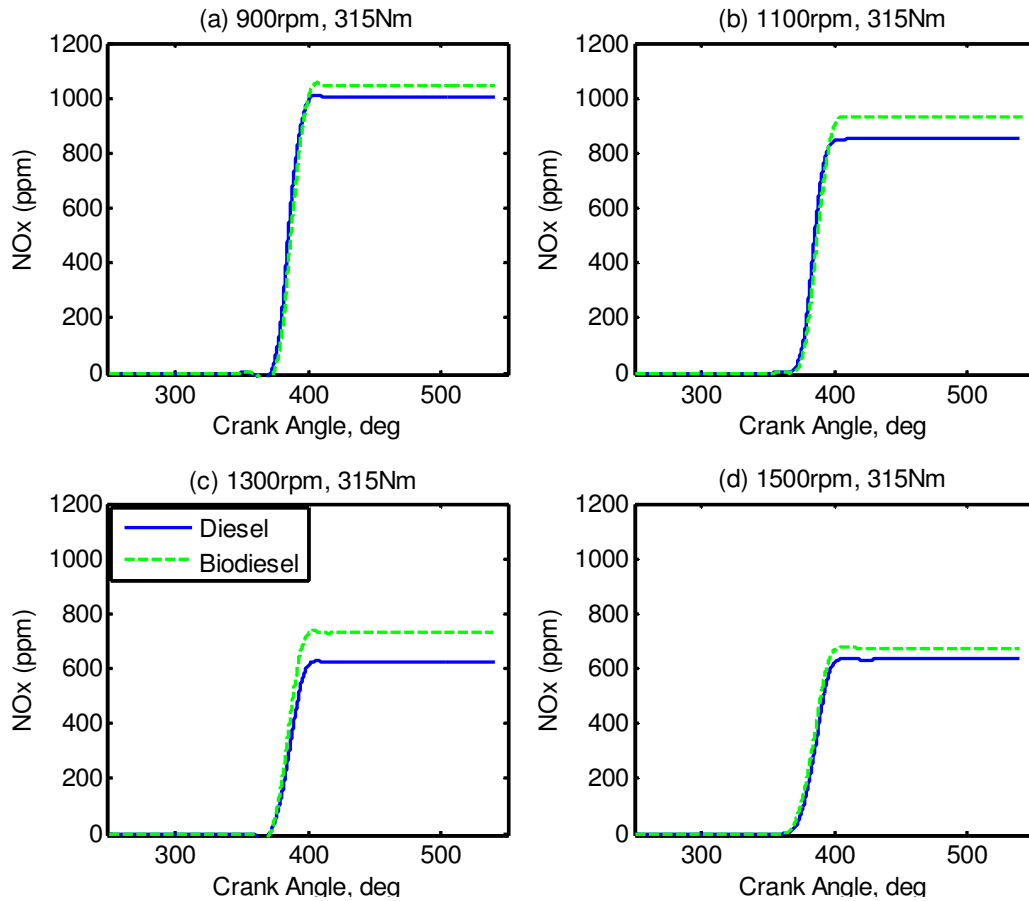 (a) 900rpm, 315Nm
1200
1000
800
600
400
200
0
NOx (ppm)
300 400 500
Crank Angle, deg
(b) 1100rpm, 315Nm
1200
1000
800
600
400
200
0
NOx (ppm)
300 400 500
Crank Angle, deg
(c) 1300rpm, 315Nm
1200
1000
800
600
400
200
0
NOx (ppm)
Diesel
Biodiesel
300 400 500
Crank Angle, deg
(d) 1500rpm, 315Nm
1200
1000
800
600
400
200
0
NOx (ppm)
300 400 500
Crank Angle, deg